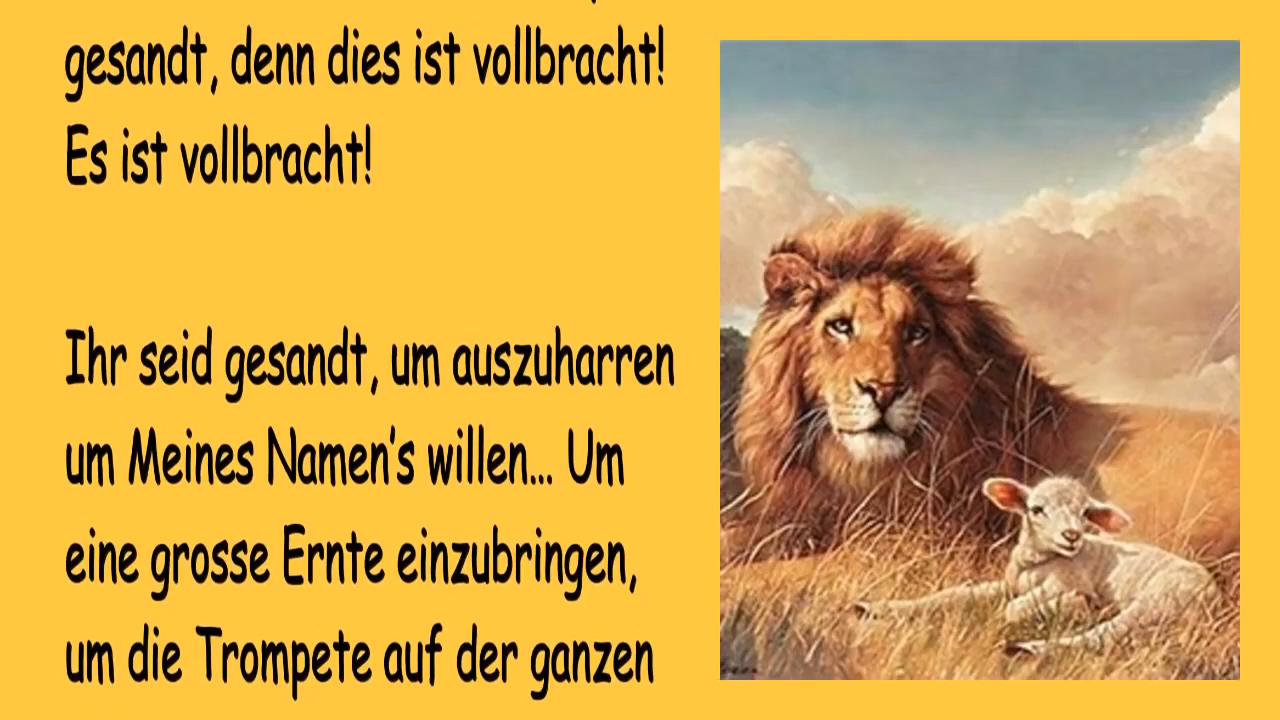 gesandt, denn dies ist vollbracht!
Es ist vollbracht!
Ihr seid gesandt, um auszuharren
um Meines Namen's willen... Um
eine grosse Ernte einzubringen,
um die Trompete auf der ganzen